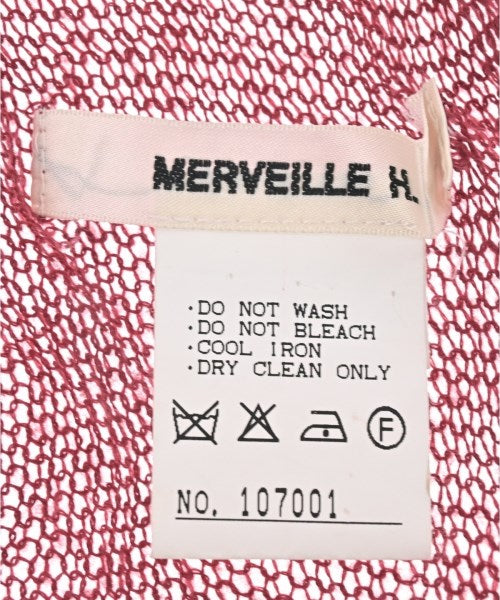 MERVEILLE H.
·DO NOT WASH
·DO NOT BLEACH
·COOL IRON
·DRY CLEAN ONLY
F
NO. 107001